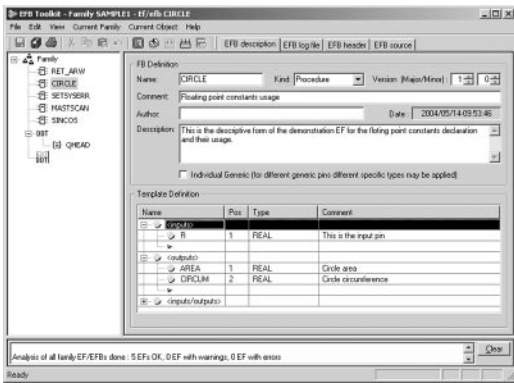 EFB Toolkit - Family SAMPLE1 - Ef/efb CIRCLE
File Edit View Current Family Current Object Help
EFB description EFB log file EFB header EFB source
Family
RET_ARW
CIRCLE
SETSYSERR
MASTSCAN
SINCOS
DDT
QHEAD
FB Definition
Name: CIRCLE Kind: Procedure Version (Major/Minor): 1 0
Comment: Floating point constants usage
Author: Date: 2004/05/14-09:53:46
Description: This is the descriptive form of the demonstration EF for the floting point constants declaration
and their usage.
Individual Generic (for different generic pins different specific types may be applied)
Template Definition
Name Pos Type Comment
<inputs>
R 1 REAL This is the input pin
<outputs>
AREA 1 REAL Circle area
CIRCUM 2 REAL Circle circumference
<inputs/outputs>
Analysis of all family EF/EFBs done : 5 EFs OK, 0 EF with warnings, 0 EF with errors
Clear
Ready